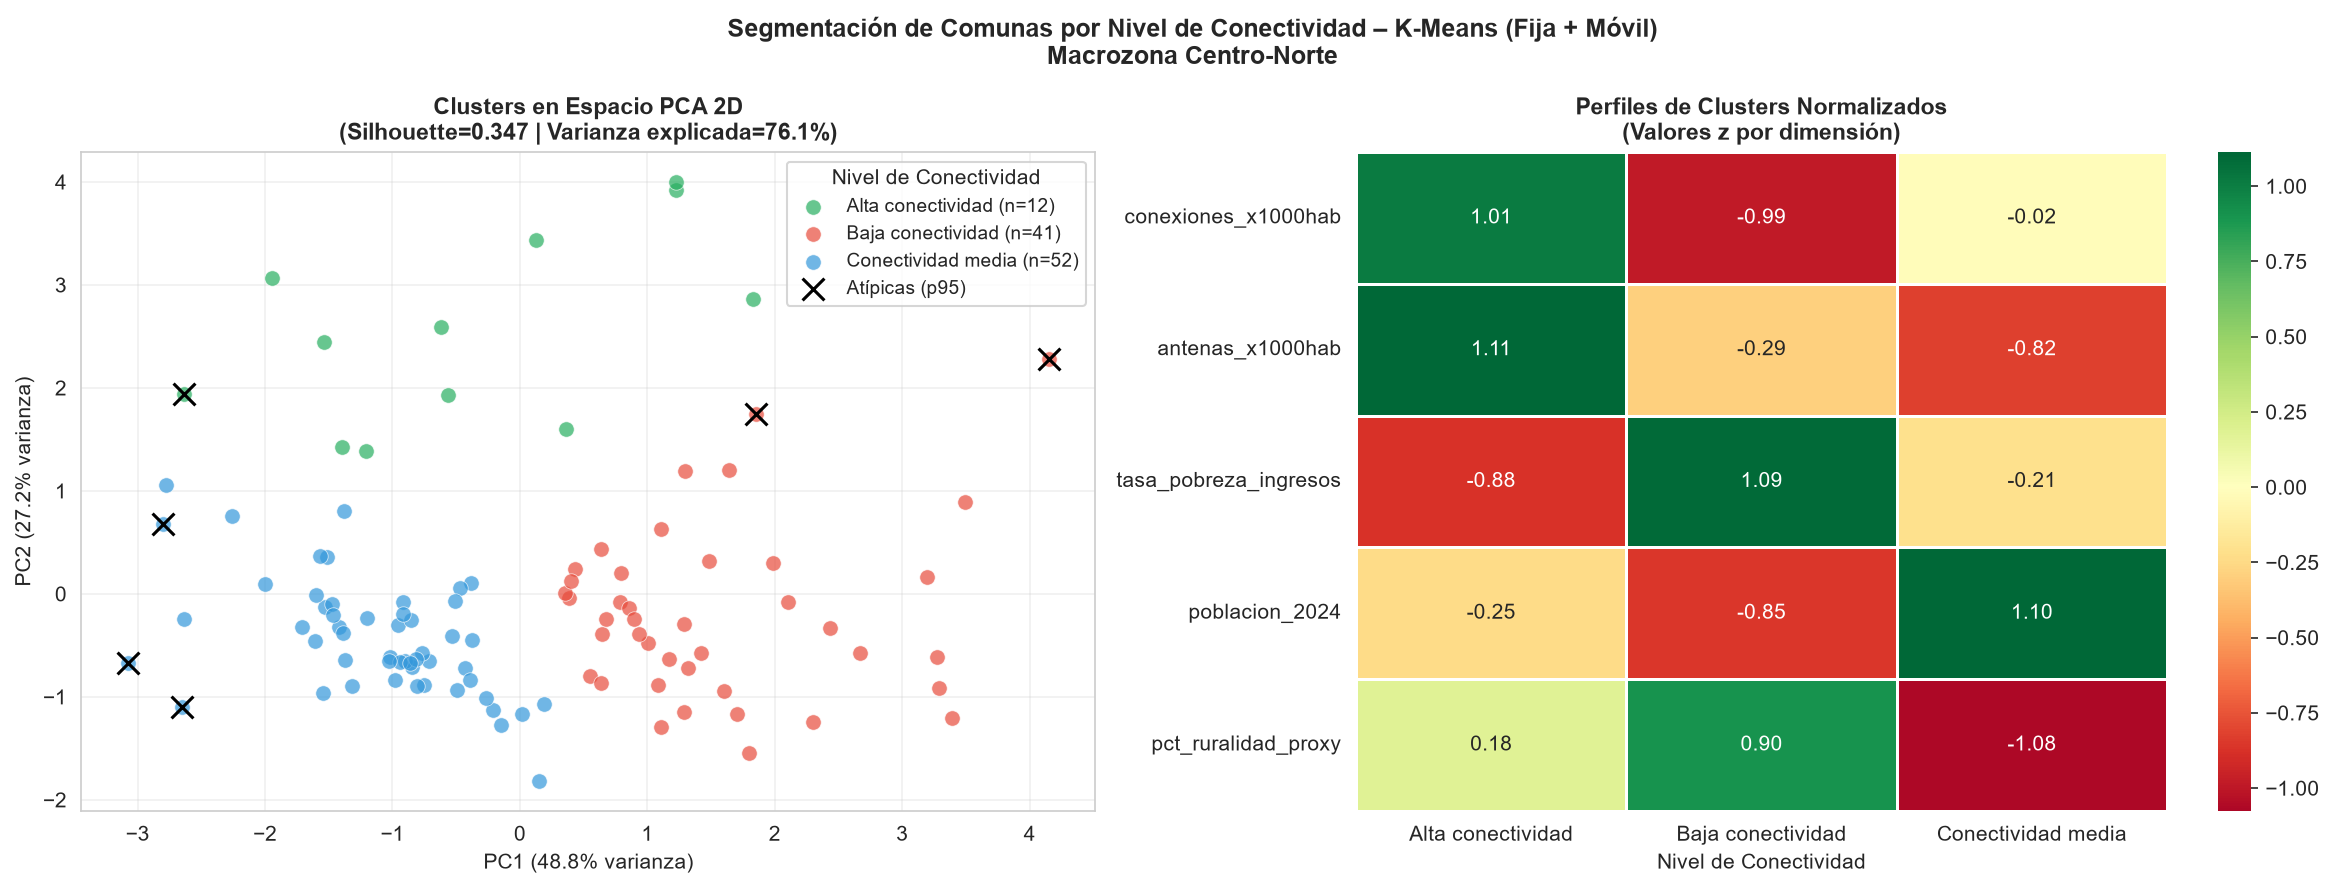 Segmentación de Comunas por Nivel de Conectividad – K-Means (Fija + Móvil)
Macrozona Centro-Norte
Clusters en Espacio PCA 2D
(Silhouette=0.347 | Varianza explicada=76.1%)
Nivel de Conectividad
Alta conectividad (n=12)
Baja conectividad (n=41)
Conectividad media (n=52)
Atípicas (p95)
4
3
2
1
0
−1
−2
PC2 (27.2% varianza)
−3
−2
−1
0
1
2
3
4
PC1 (48.8% varianza)
Perfiles de Clusters Normalizados
(Valores z por dimensión)
conexiones_x1000hab
1.01
-0.99
-0.02
antenas_x1000hab
1.11
-0.29
-0.82
tasa_pobreza_ingresos
-0.88
1.09
-0.21
poblacion_2024
-0.25
-0.85
1.10
pct_ruralidad_proxy
0.18
0.90
-1.08
Alta conectividad
Baja conectividad
Conectividad media
Nivel de Conectividad
1.00
0.75
0.50
0.25
0.00
−0.25
−0.50
−0.75
−1.00